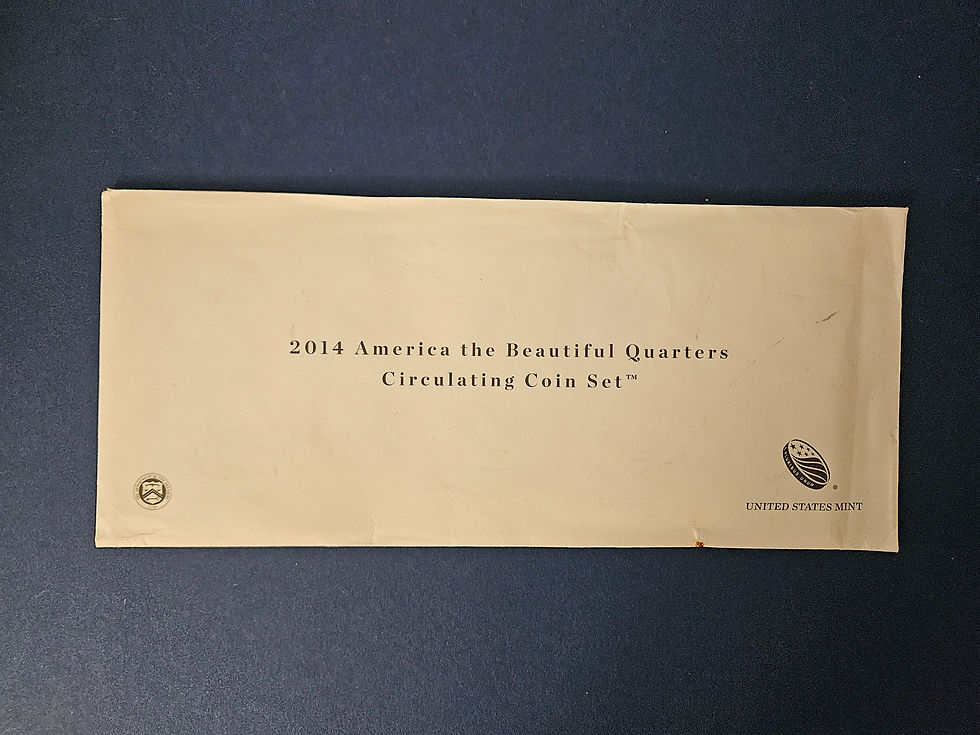 2014 America the Beautiful Quarters
Circulating Coin Set™
®
UNITED STATES MINT